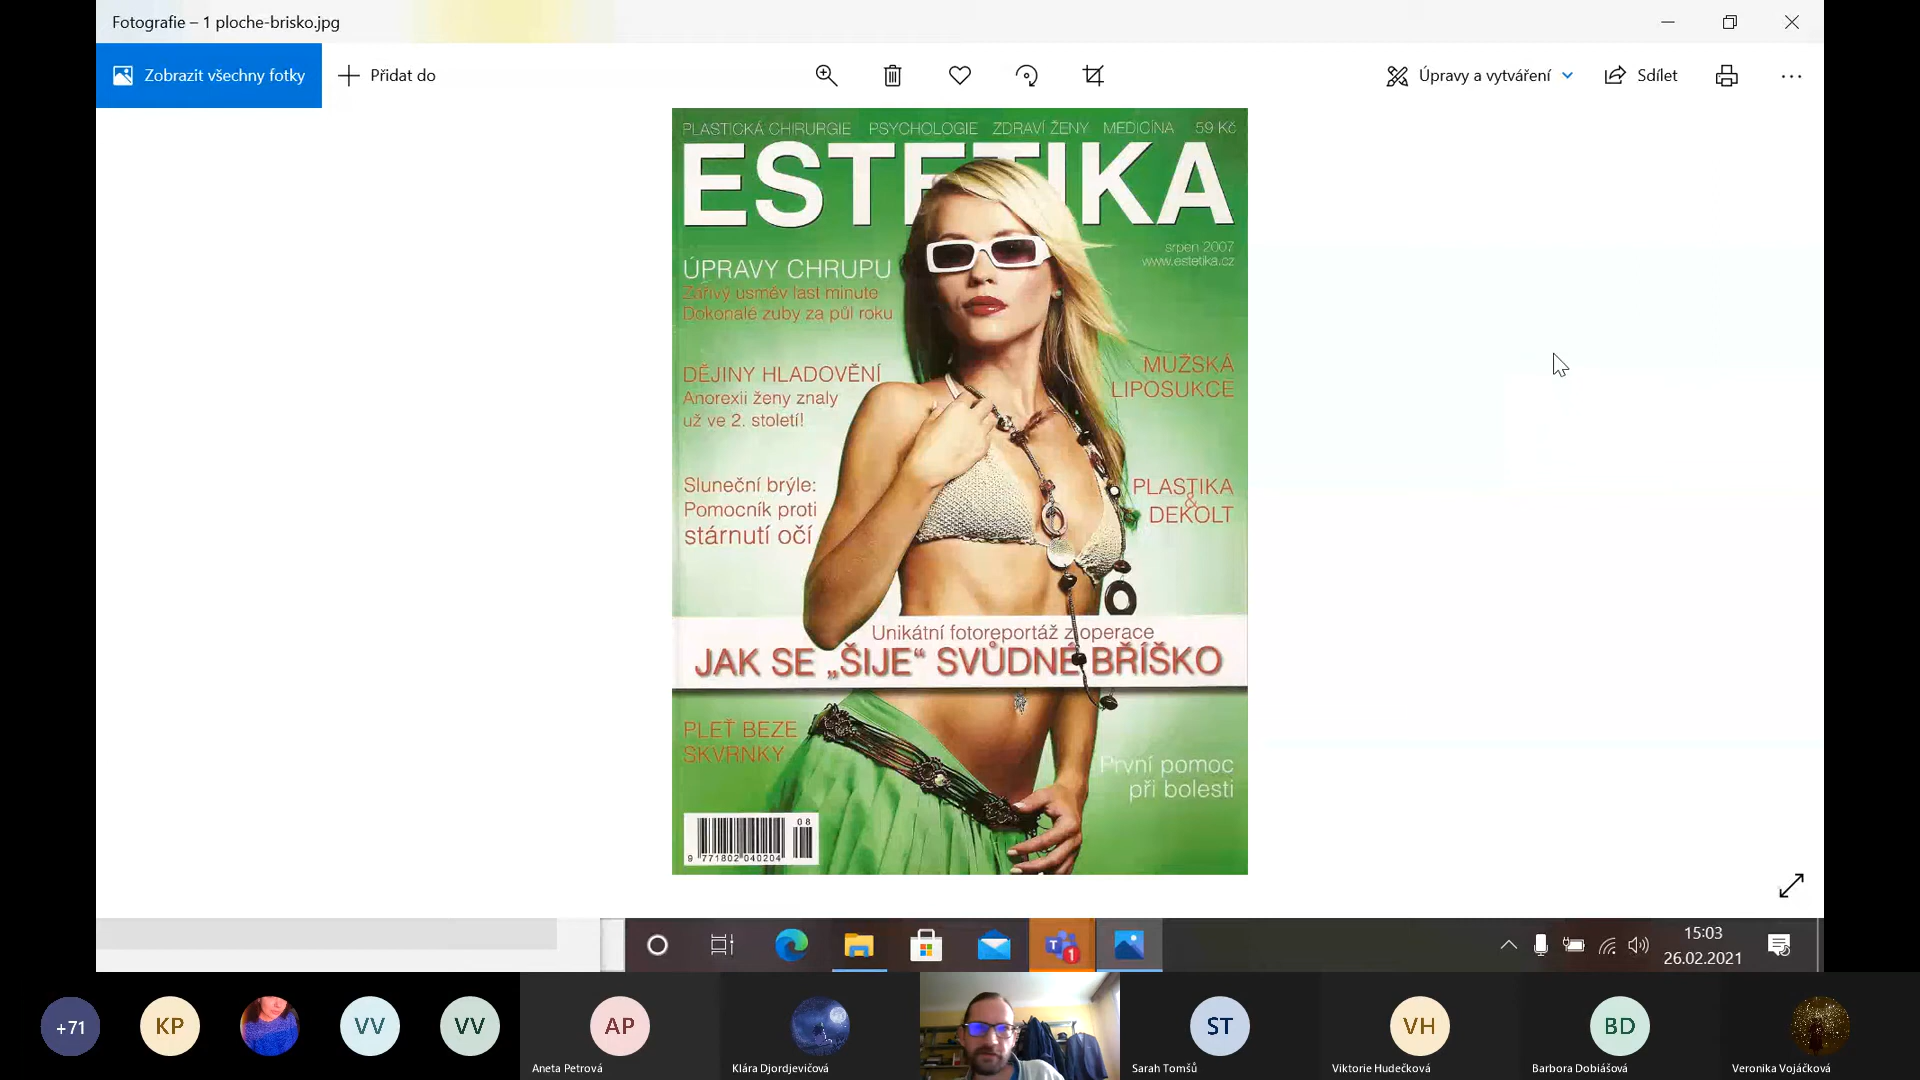 Fotografie – 1 ploche-brisko.jpg
Zobrazit všechny fotky
Přidat do
Úpravy a vytváření
Sdílet
PLASTICKÁ CHIRURGIE PSYCHOLOGIE ZDRAVÍ ŽENY MEDICÍNA 59 Kč
ESTETIKA
srpen 2007
www.estetika.cz
ÚPRAVY CHRUPU
Zářivý usměv last minute
Dokonalé zuby za půl roku
DĚJINY HLADOVĚNÍ
Anorexii ženy znaly
už ve 2. století!
MUŽSKÁ
LIPOSUKCE
Sluneční brýle:
Pomocník proti
stárnutí očí
PLASTIKA
&
DEKOLT
Unikátní fotoreportáž z operace
JAK SE „ŠIJE“ SVŮDNÉ BŘÍŠKO
PLEŤ BEZE
SKVRNKY
První pomoc
při bolesti
08
9 771802 040204
1
15:03
26.02.2021
+71
KP
VV
VV
AP
ST
VH
BD
Aneta Petrová
Klára Djordjevičová
Sarah Tomšů
Viktorie Hudečková
Barbora Dobiášová
Veronika Vojáčková